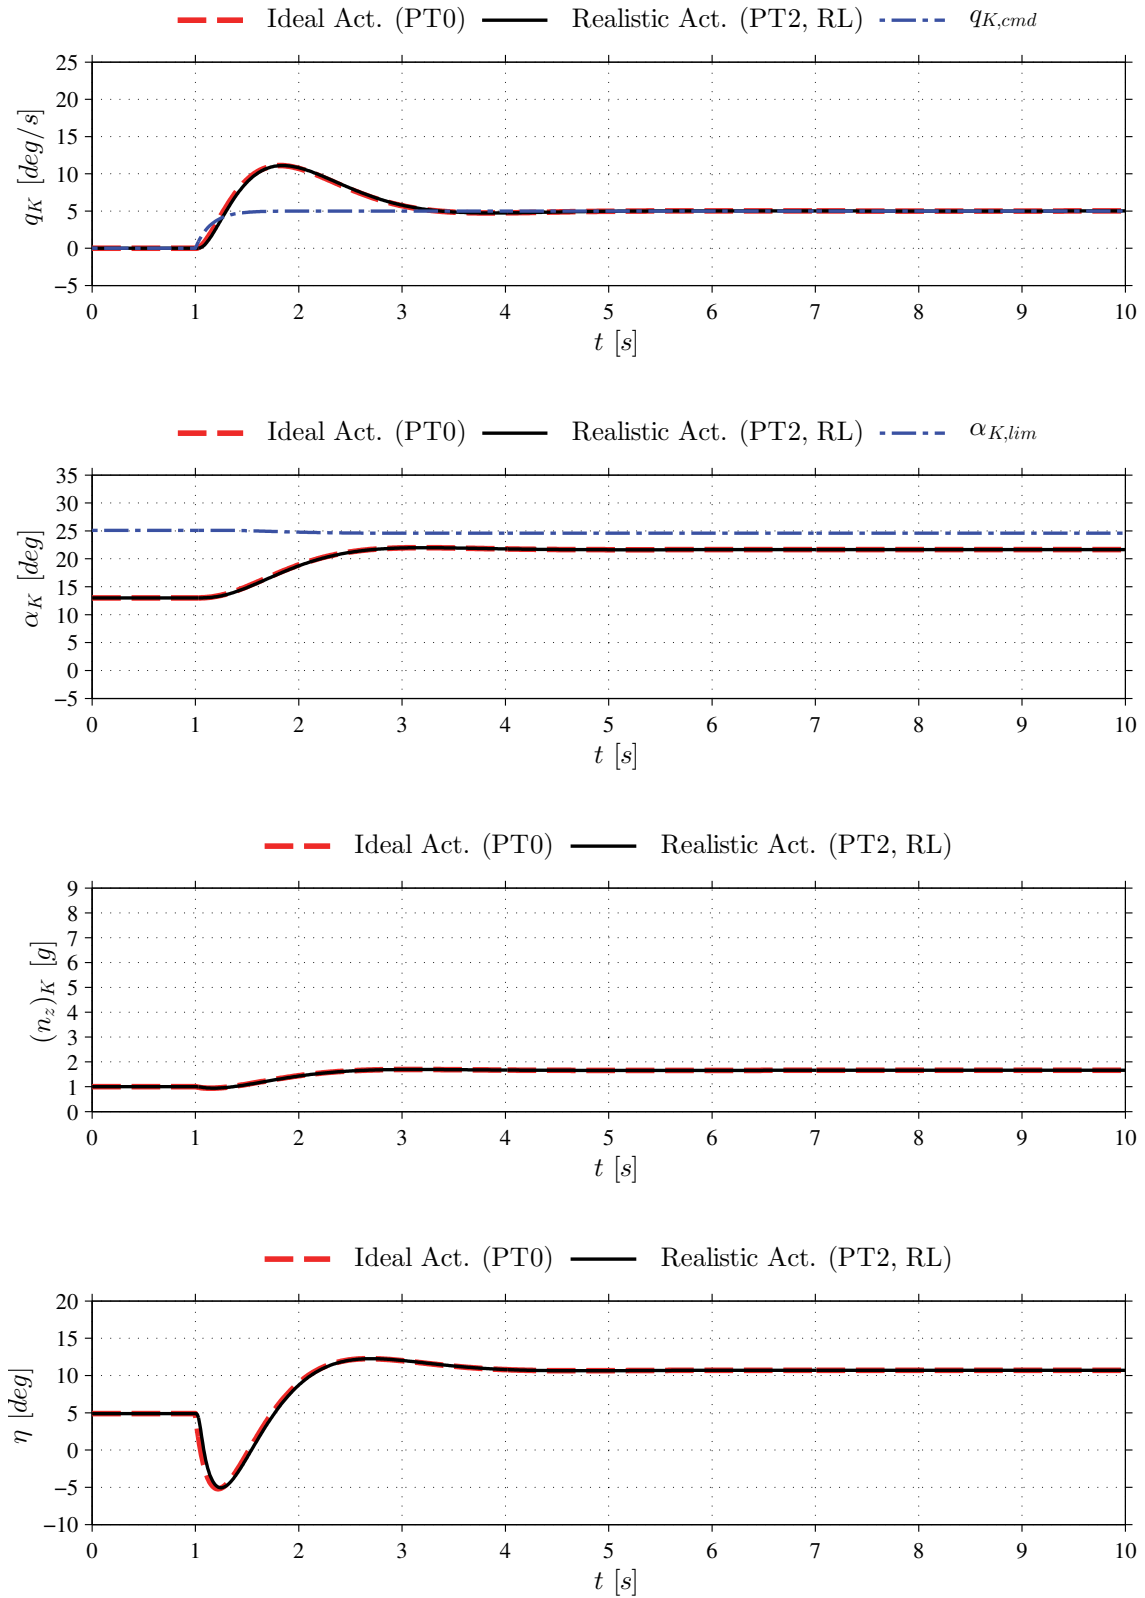 Ideal Act. (PT0) Realistic Act. (PT2, RL) q_{K,cmd}
25
20
15
10
5
0
−5
q_K [deg/s]
0 1 2 3 4 5 6 7 8 9 10
t [s]
Ideal Act. (PT0) Realistic Act. (PT2, RL) α_{K,lim}
35
30
25
20
15
10
5
0
−5
α_K [deg]
0 1 2 3 4 5 6 7 8 9 10
t [s]
Ideal Act. (PT0) Realistic Act. (PT2, RL)
9
8
7
6
5
4
3
2
1
0
(n_z)_K [g]
0 1 2 3 4 5 6 7 8 9 10
t [s]
Ideal Act. (PT0) Realistic Act. (PT2, RL)
20
15
10
5
0
−5
−10
η [deg]
0 1 2 3 4 5 6 7 8 9 10
t [s]